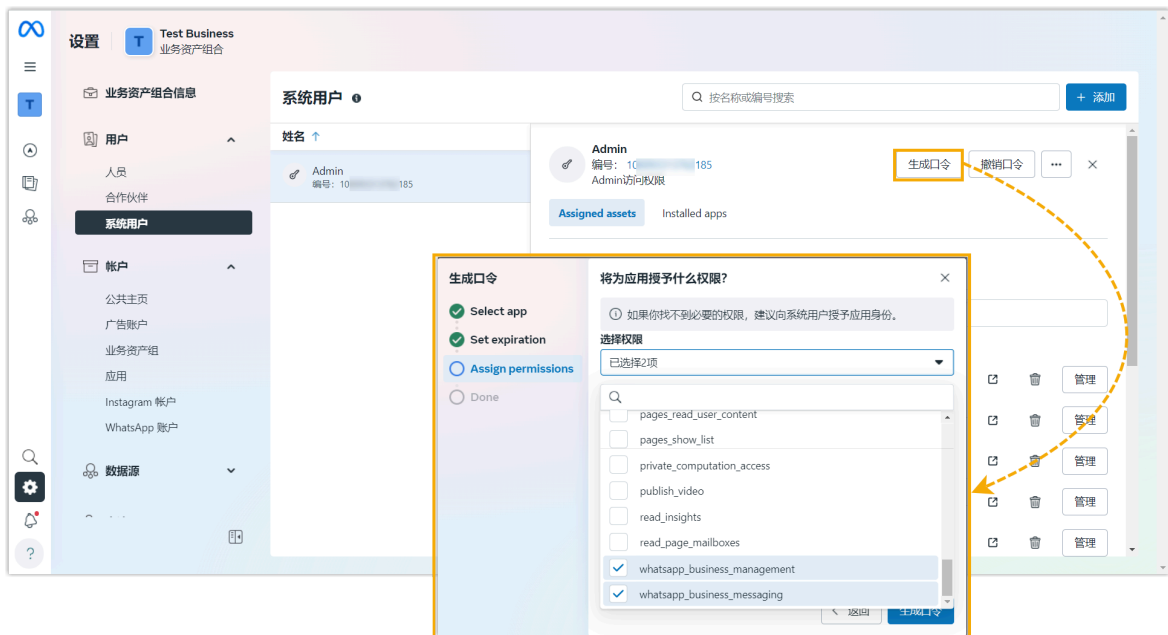 设置
T
Test Business
业务资产组合
T
业务资产组合信息
用户
人员
合作伙伴
系统用户
帐户
公共主页
广告账户
业务资产组
应用
Instagram 帐户
WhatsApp 账户
数据源
?
系统用户
按名称或编号搜索
+ 添加
姓名 ↑
Admin
编号: 10 185
Admin
编号: 10 185
Admin访问权限
生成口令
撤销口令
Assigned assets
Installed apps
管理
管理
管理
管理
管理
生成口令
Select app
Set expiration
Assign permissions
Done
将为应用授予什么权限?
如果你找不到必要的权限，建议向系统用户授予应用身份。
选择权限
已选择2项
pages_read_user_content
pages_show_list
private_computation_access
publish_video
read_insights
read_page_mailboxes
whatsapp_business_management
whatsapp_business_messaging
返回
生成口令